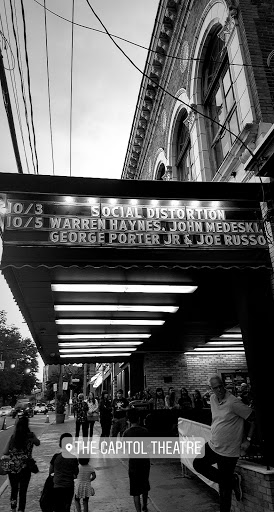 10/3 SOCIAL DISTORTION
10/5 WARREN HAYNES, JOHN MEDESKI,
GEORGE PORTER JR & JOE RUSSO
THE CAPITOL THEATRE